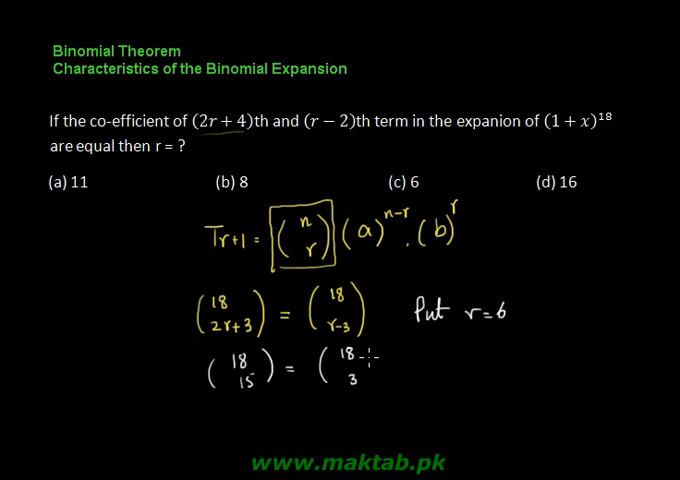 Binomial Theorem
Characteristics of the Binomial Expansion
If the co-efficient of (2r + 4)th and (r − 2)th term in the expanion of (1 + x)¹⁸
are equal then r = ?
(a) 11 (b) 8 (c) 6 (d) 16
Tr+1 = (n r) (a)^n-r . (b)^r
(18 2r+3) = (18 r-3) Put r=6
(18 15) = (18 3
www.maktab.pk